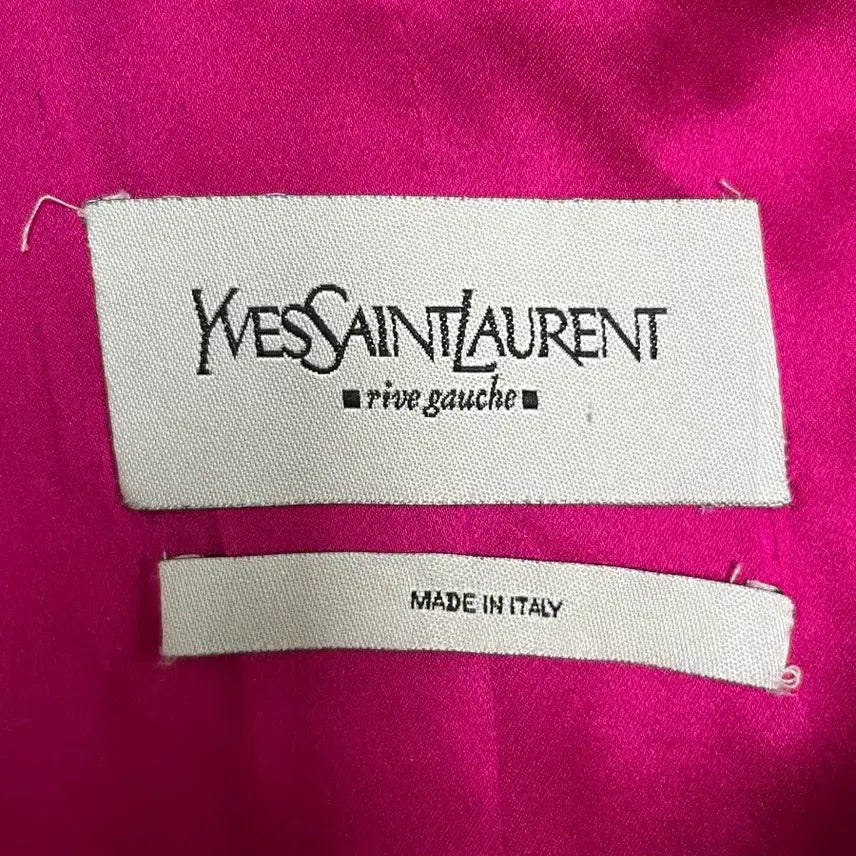 YVESSAINTLAURENT
▪rive gauche▪
MADE IN ITALY